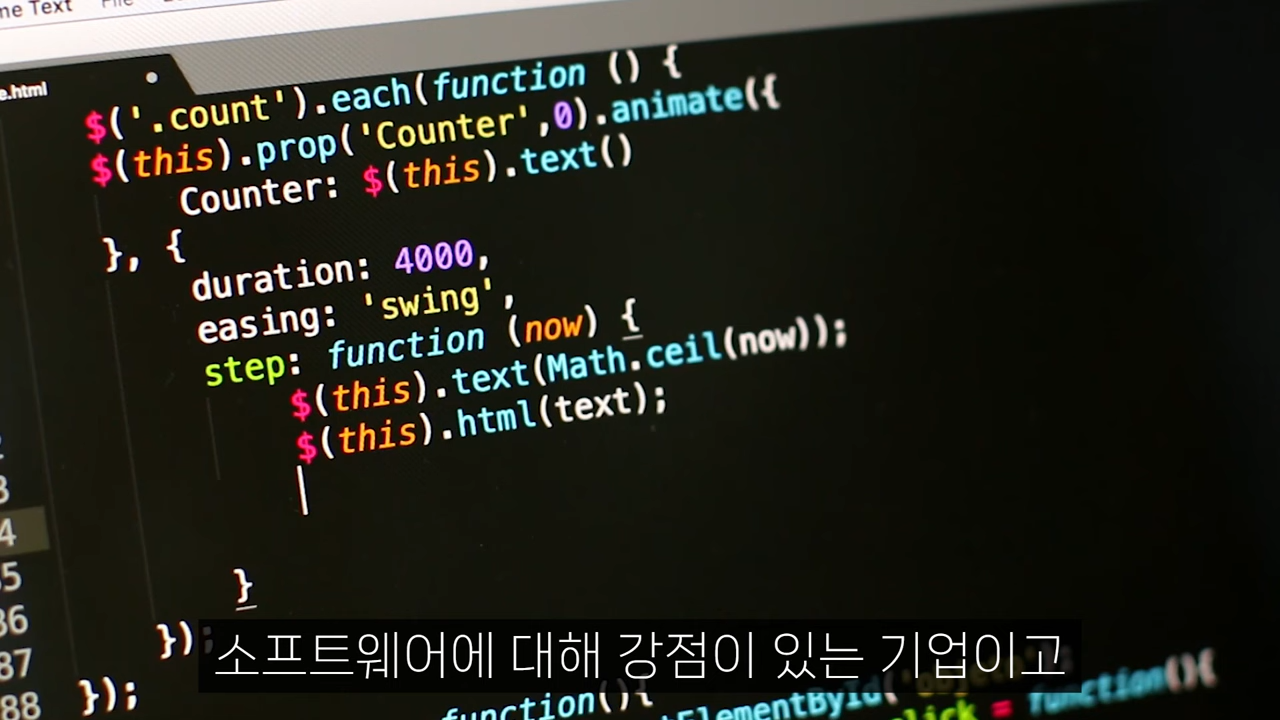 me Text File
e.html
$('.count').each(function () {
$(this).prop('Counter',0).animate({
Counter: $(this).text()
}, {
duration: 4000,
easing: 'swing',
step: function (now) {
$(this).text(Math.ceil(now));
$(this).html(text);
}
});
});
소프트웨어에 대해 강점이 있는 기업이고
function(){
click = function(){